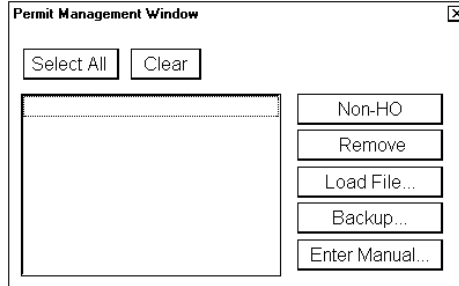 Permit Management Window
Select All Clear
Non-HO
Remove
Load File...
Backup...
Enter Manual...